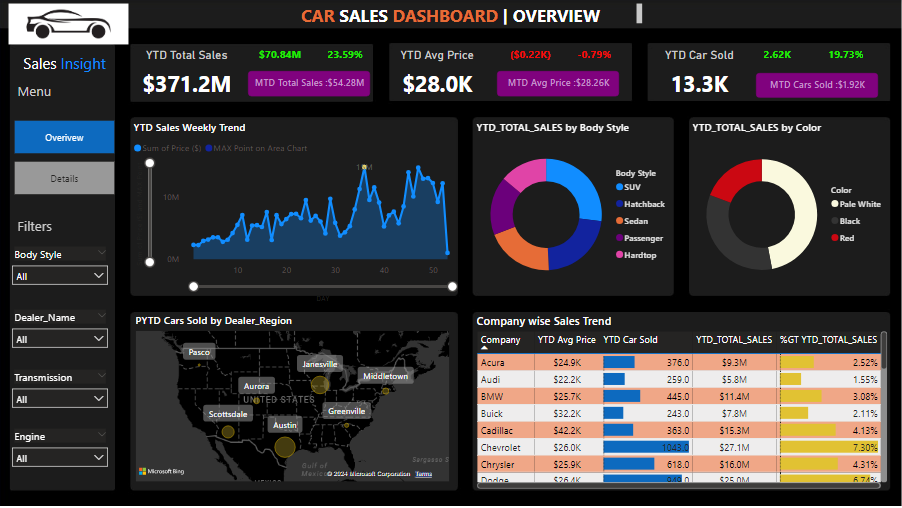 CAR SALES DASHBOARD | OVERVIEW
Sales Insight
Menu
Overivew
Details
Filters
Body Style
All
Dealer_Name
All
Transmission
All
Engine
All
YTD Total Sales $70.84M 23.59%
$371.2M MTD Total Sales :$54.28M
YTD Avg Price ($0.22K) -0.79%
$28.0K MTD Avg Price :$28.26K
YTD Car Sold 2.62K 19.73%
13.3K MTD Cars Sold :$1.92K
YTD Sales Weekly Trend
Sum of Price ($) MAX Point on Area Chart
10M
0M
10 20 30 40 50
DAY
YTD_TOTAL_SALES by Body Style
Body Style
SUV
Hatchback
Sedan
Passenger
Hardtop
YTD_TOTAL_SALES by Color
Color
Pale White
Black
Red
PYTD Cars Sold by Dealer_Region
Pasco
Janesville
Middletown
Aurora
UNITED STATES
Scottsdale
Greenville
Austin
Gulf of
Mexico
Sargasso S
MEXICO
Microsoft Bing
© 2024 Microsoft Corporation Terms
Company wise Sales Trend
Company YTD Avg Price YTD Car Sold YTD_TOTAL_SALES %GT YTD_TOTAL_SALES
Acura $24.9K 376.0 $9.3M 2.52%
Audi $22.2K 259.0 $5.8M 1.55%
BMW $25.7K 445.0 $11.4M 3.08%
Buick $32.2K 243.0 $7.8M 2.11%
Cadillac $42.2K 363.0 $15.3M 4.13%
Chevrolet $26.0K 1043.0 $27.1M 7.30%
Chrysler $25.9K 618.0 $16.0M 4.31%
Dodge $26.4K 949.0 $25.0M 6.74%